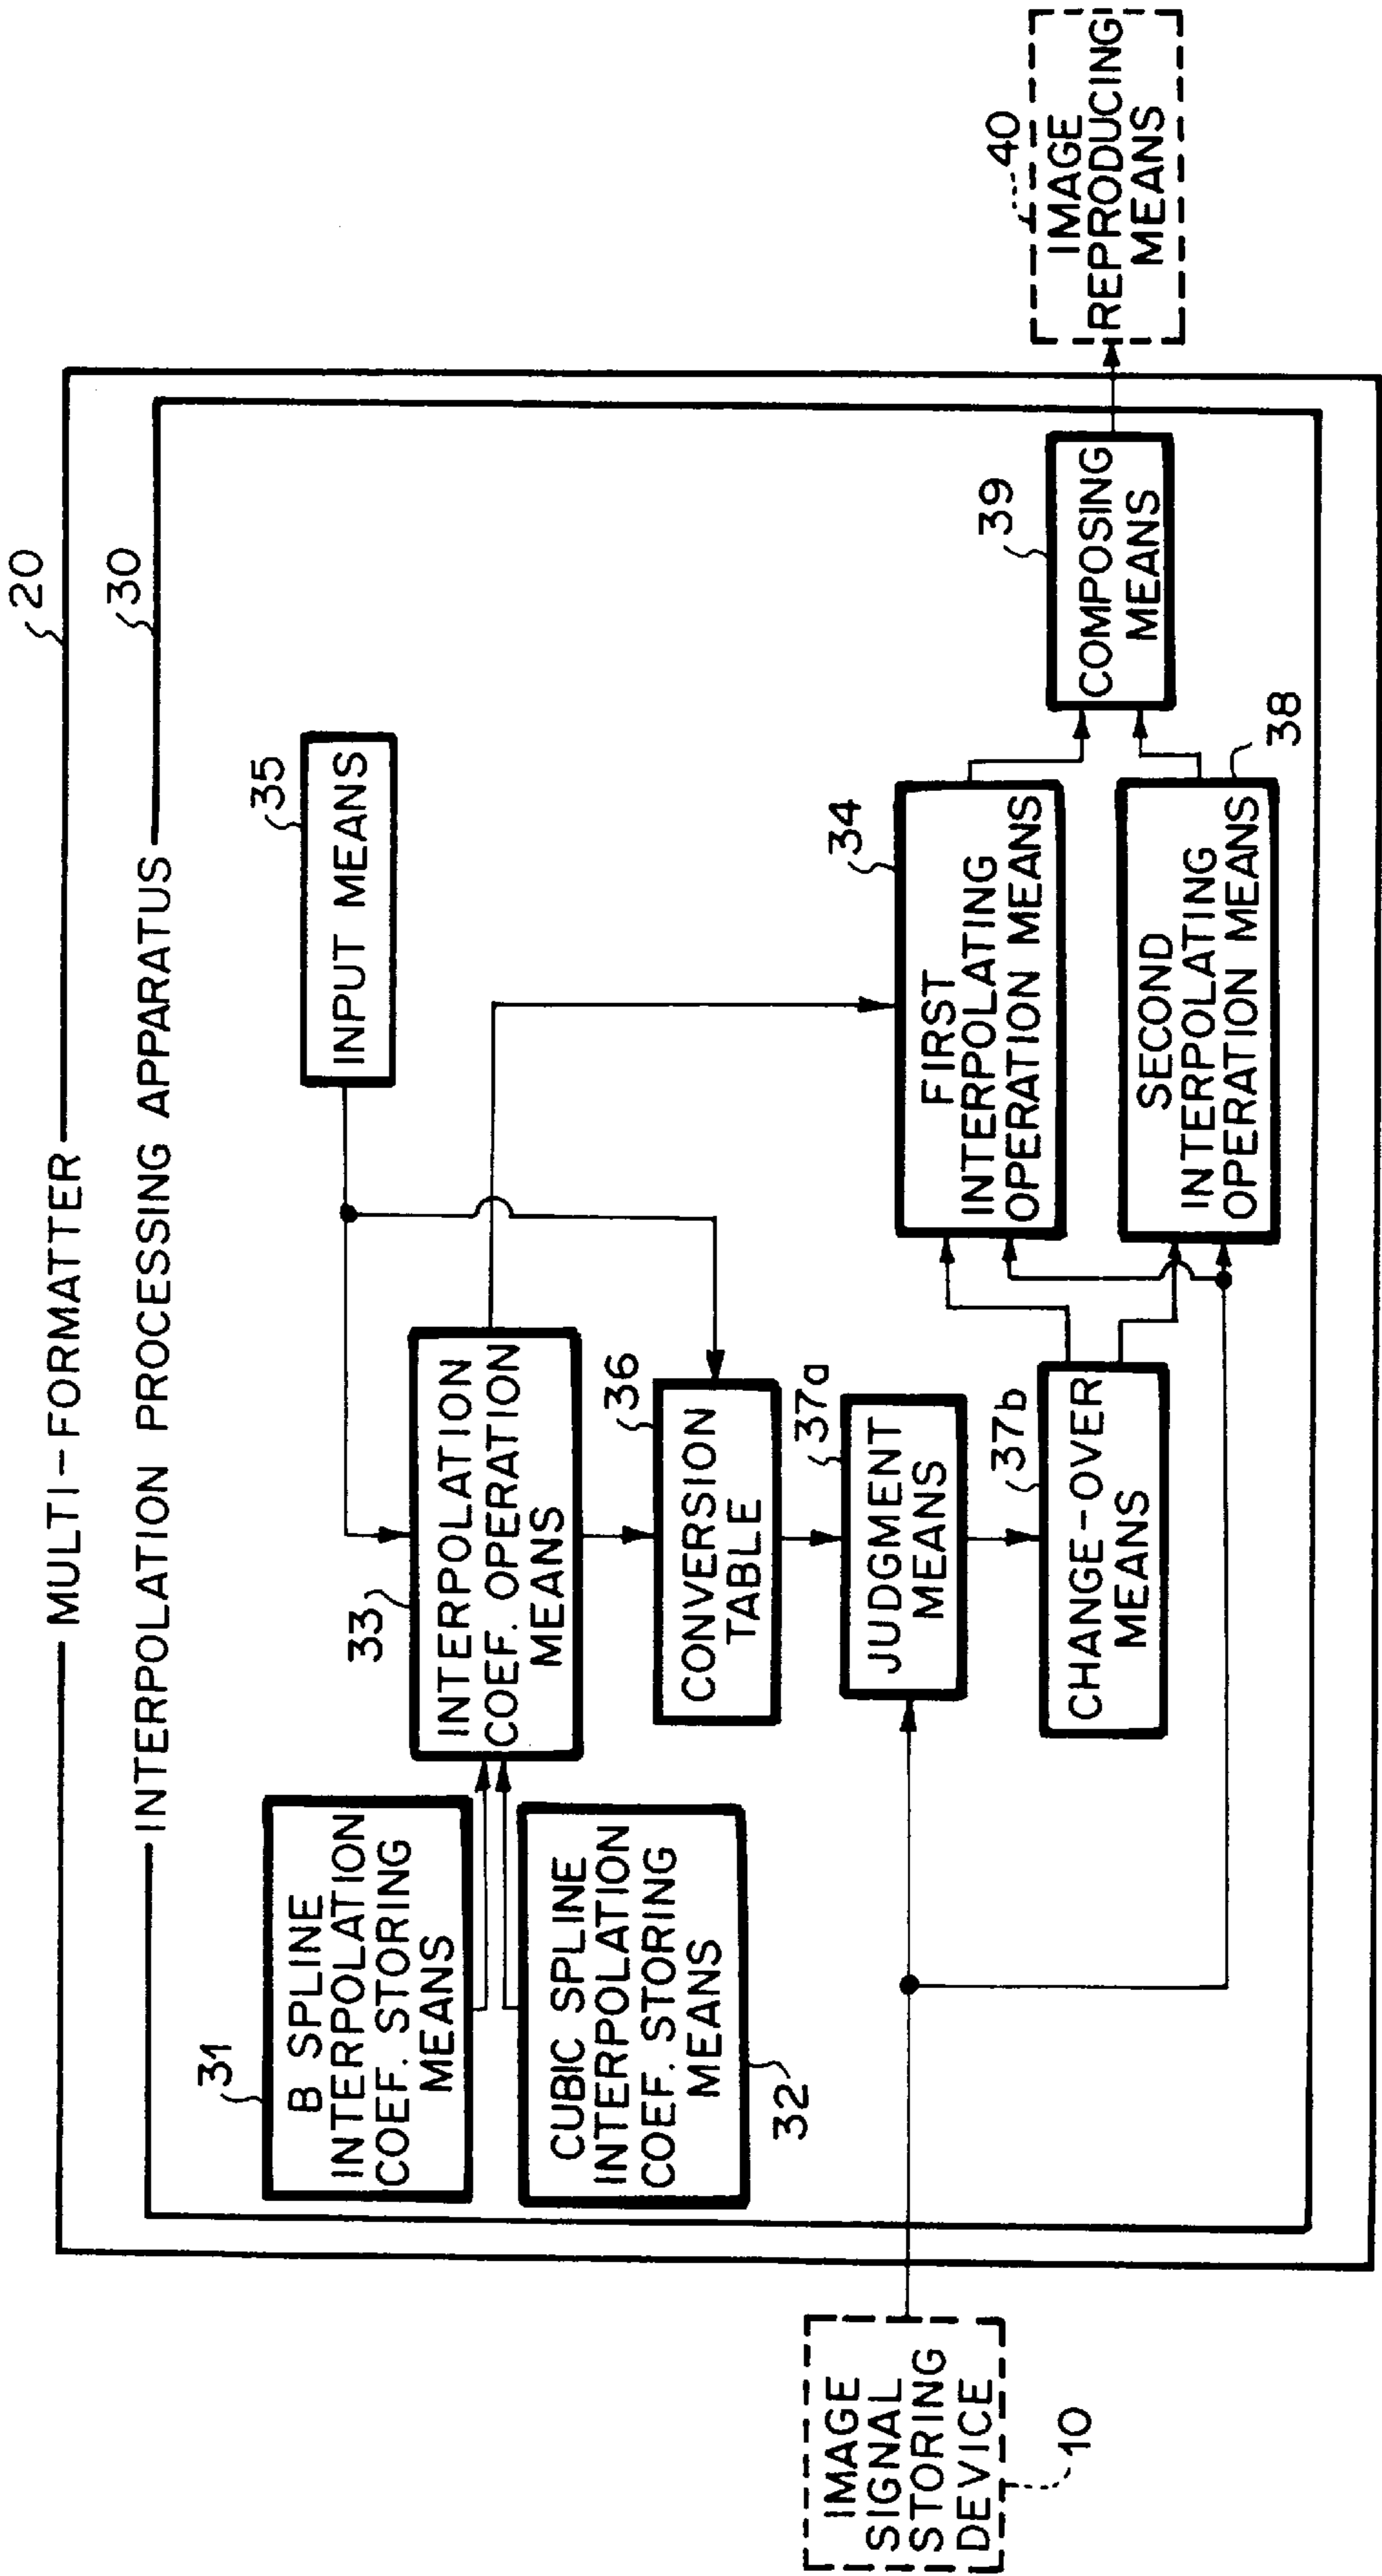 20
MULTI-FORMATTER
30
INTERPOLATION PROCESSING APPARATUS
31
B SPLINE
INTERPOLATION
COEF. STORING
MEANS
35
INPUT MEANS
33
INTERPOLATION
COEF. OPERATION
MEANS
CUBIC SPLINE
INTERPOLATION
COEF. STORING
MEANS
32
36
CONVERSION
TABLE
37a
JUDGMENT
MEANS
37b
CHANGE-OVER
MEANS
34
FIRST
INTERPOLATING
OPERATION MEANS
SECOND
INTERPOLATING
OPERATION MEANS
38
39
COMPOSING
MEANS
40
IMAGE
REPRODUCING
MEANS
IMAGE
SIGNAL
STORING
DEVICE
10